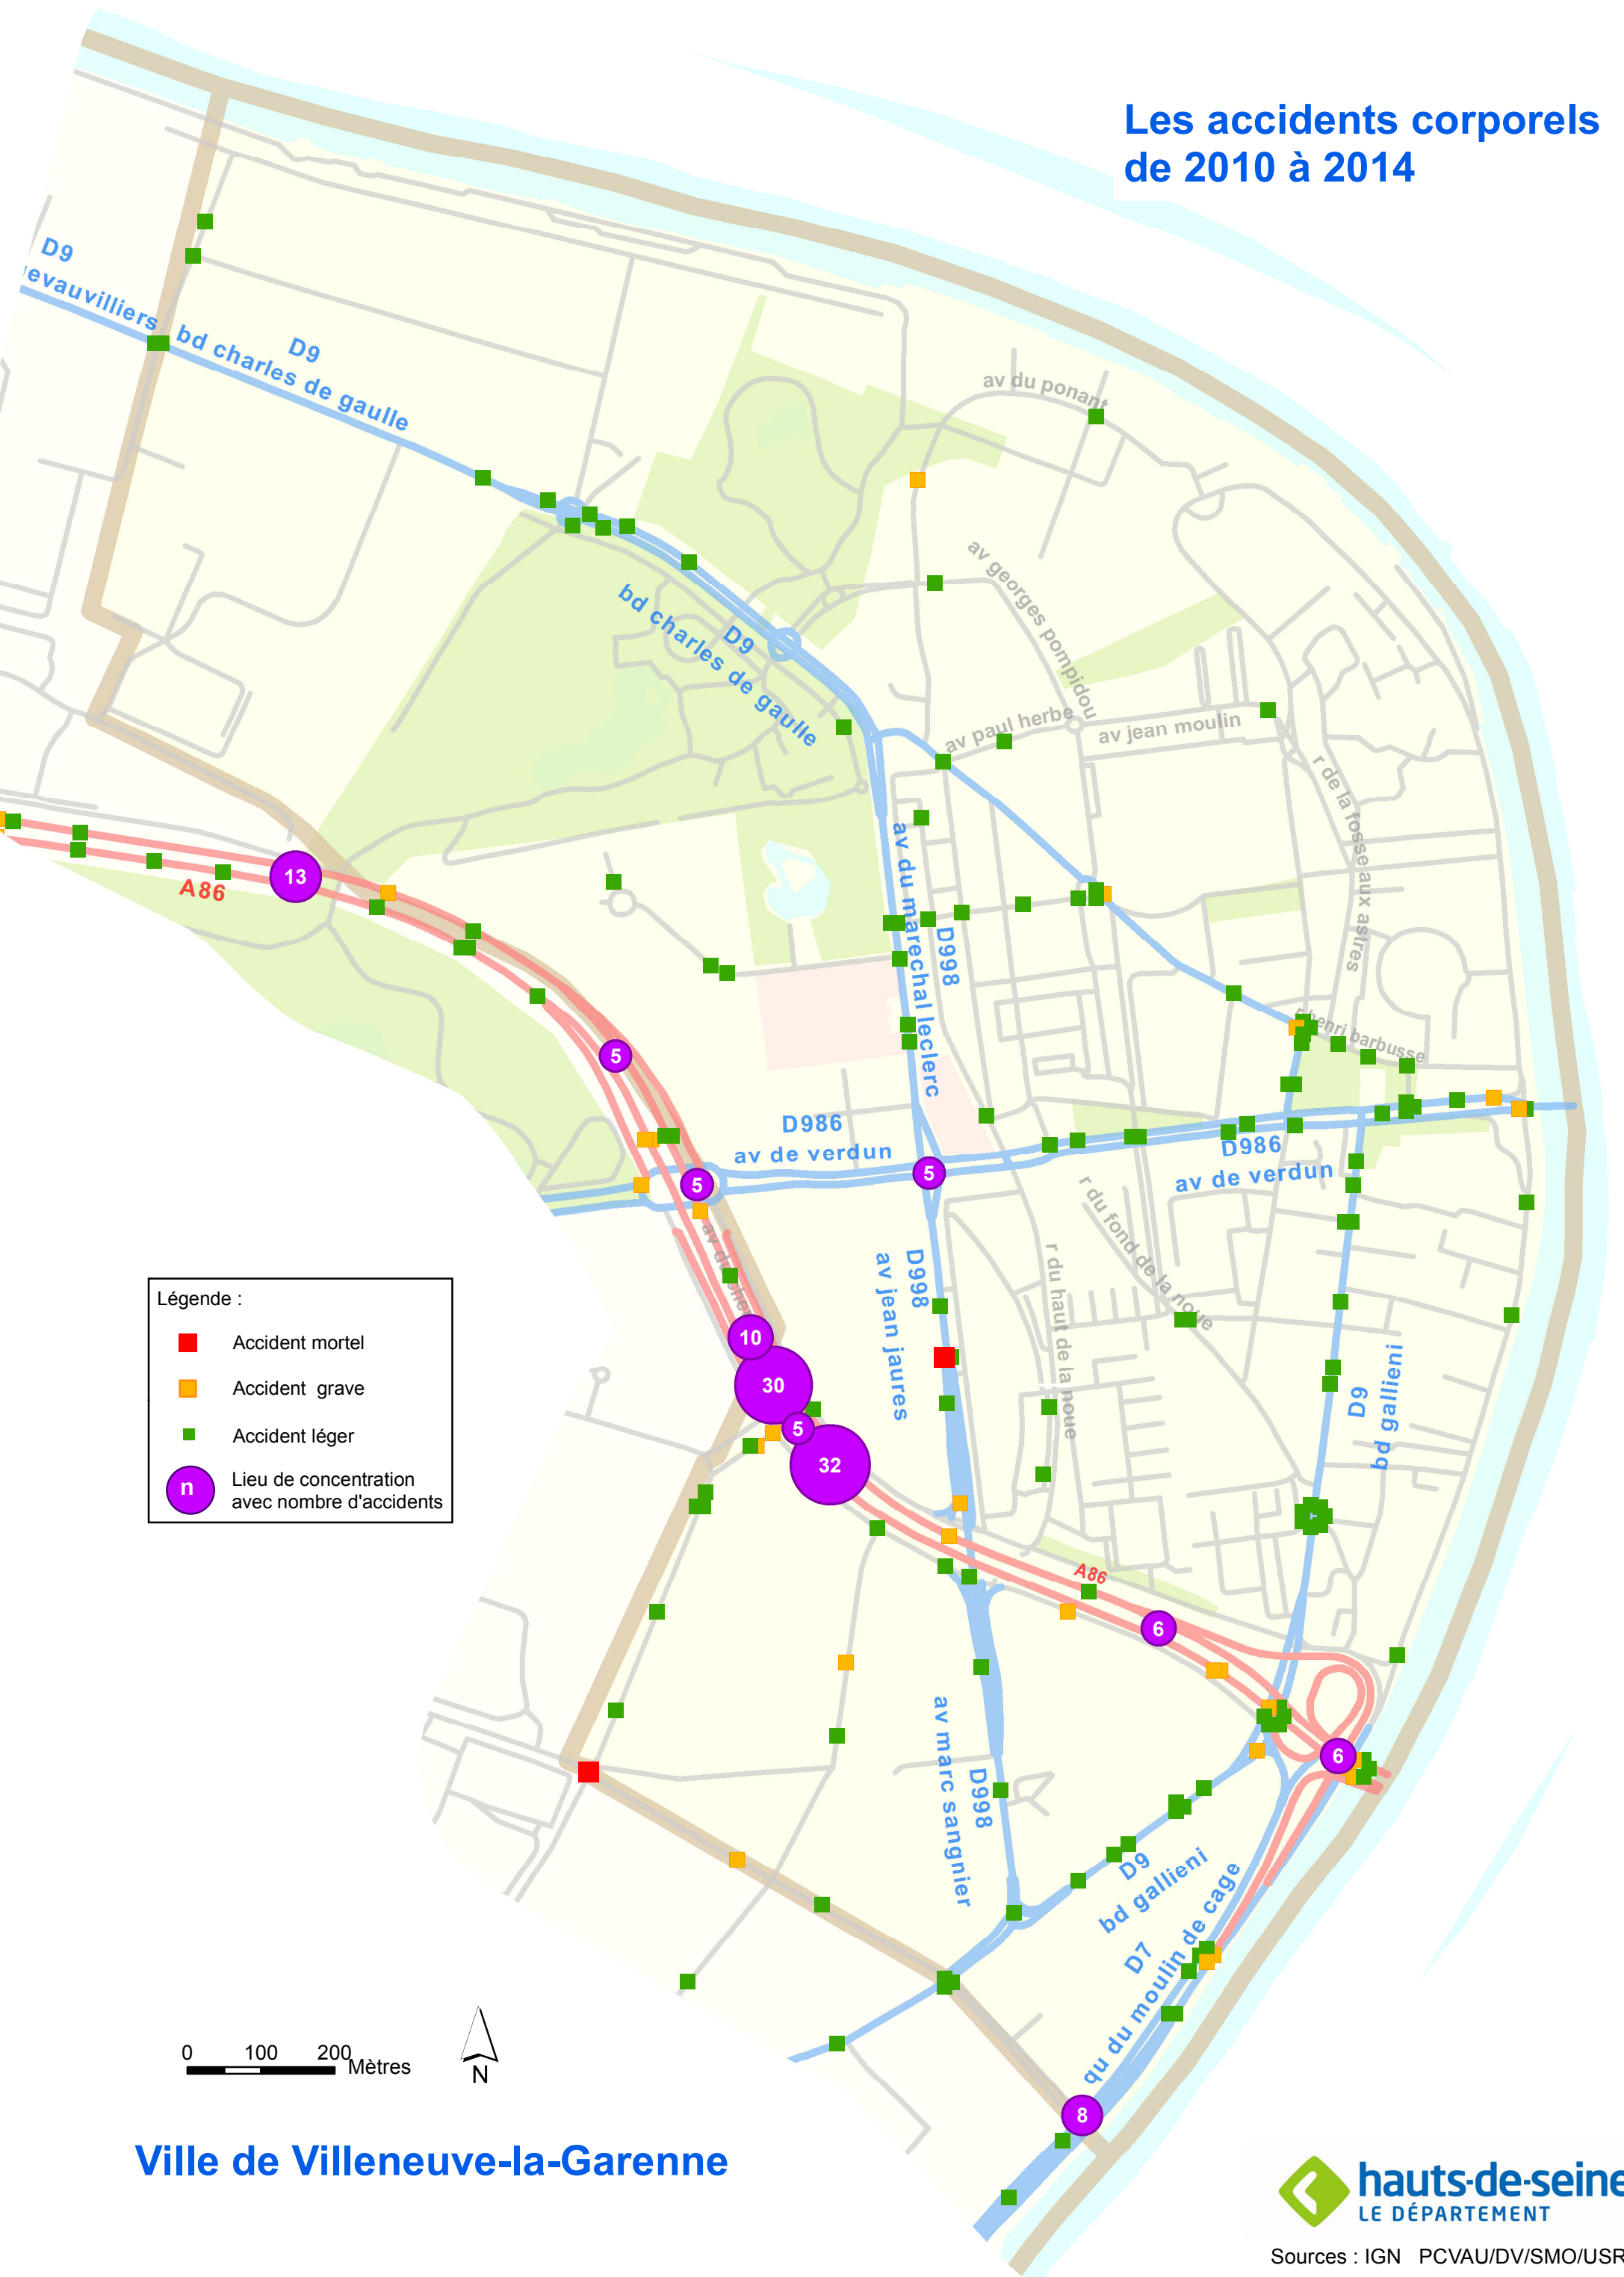 Les accidents corporels
de 2010 à 2014
D9
evauvilliers
D9
bd charles de gaulle
av du ponant
av georges pompidou
D9
bd charles de gaulle
av paul herbe
av jean moulin
r de la fosse aux astres
A86
13
av du marechal leclerc
D998
r henri barbusse
5
D986
av de verdun
D986
av de verdun
5
5
r du fond de la noue
r du haut de la noue
D998
av jean jaures
10
30
5
32
D9
bd gallieni
Légende :
Accident mortel
Accident grave
Accident léger
n
Lieu de concentration
avec nombre d'accidents
A86
6
6
av marc sangnier
D998
D9
bd gallieni
D7
qu du moulin de cage
8
0 100 200
Mètres
N
Ville de Villeneuve-la-Garenne
hauts-de-seine
LE DÉPARTEMENT
Sources : IGN PCVAU/DV/SMO/USR